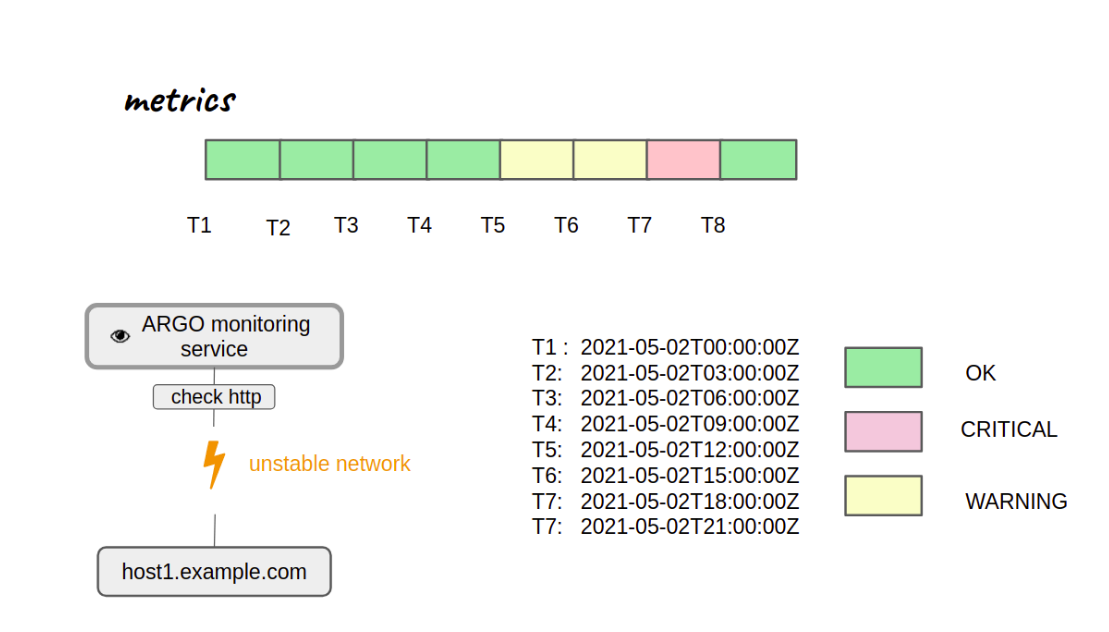 metrics
T1 T2 T3 T4 T5 T6 T7 T8
ARGO monitoring
service
check http
unstable network
host1.example.com
T1 : 2021-05-02T00:00:00Z
T2: 2021-05-02T03:00:00Z
T3: 2021-05-02T06:00:00Z
T4: 2021-05-02T09:00:00Z
T5: 2021-05-02T12:00:00Z
T6: 2021-05-02T15:00:00Z
T7: 2021-05-02T18:00:00Z
T7: 2021-05-02T21:00:00Z
OK
CRITICAL
WARNING